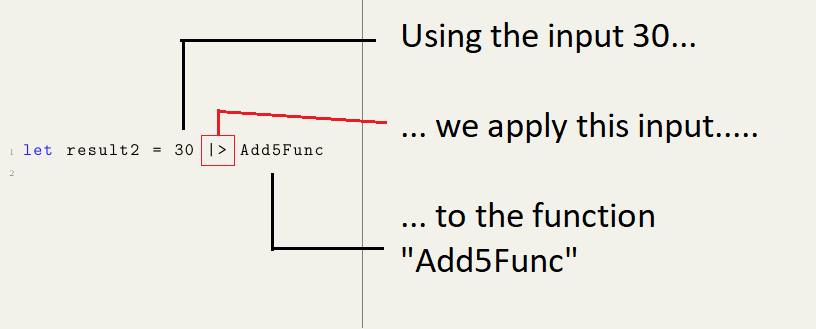 Using the input 30...
... we apply this input.....
1 let result2 = 30 |> Add5Func
2
... to the function
"Add5Func"